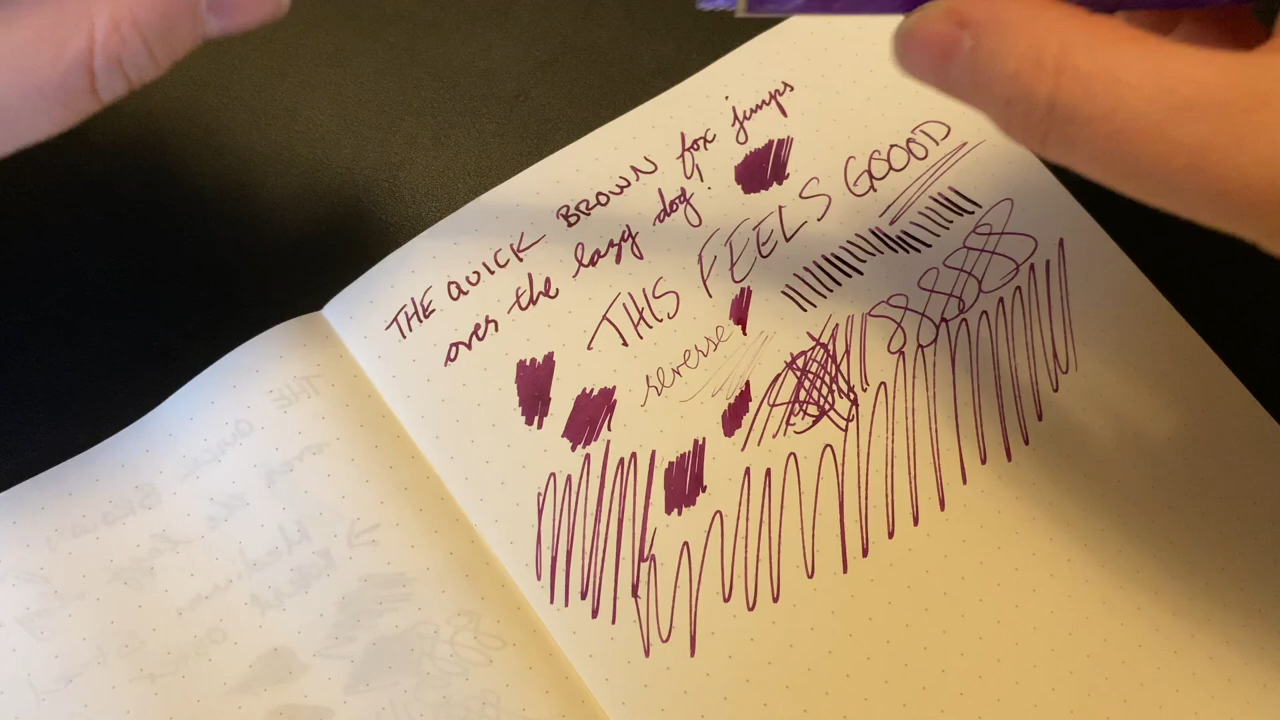 THE QUICK BROWN fox jumps
over the lazy dog.
THIS FEELS GOOOD
reverse